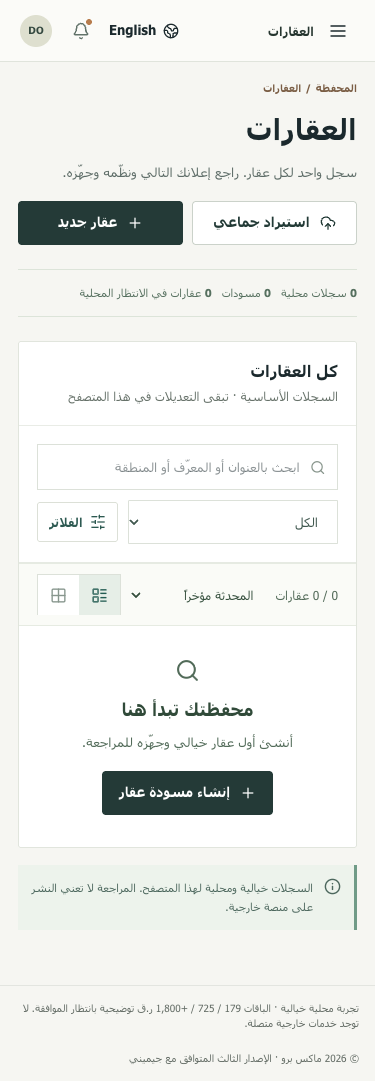 العقارات
English
DO
المحفظة / العقارات
العقارات
سجل واحد لكل عقار. راجع إعلانك التالي ونظّمه وجهّزه.
استيراد جماعي
عقار جديد
0 سجلات محلية 0 مسودات 0 عقارات في الانتظار المحلية
كل العقارات
السجلات الأساسية · تبقى التعديلات في هذا المتصفح
ابحث بالعنوان أو المعرّف أو المنطقة
الكل
الفلاتر
0 / 0 عقارات
المحدثة مؤخراً
محفظتك تبدأ هنا
أنشئ أول عقار خيالي وجهّزه للمراجعة.
إنشاء مسودة عقار
السجلات خيالية ومحلية لهذا المتصفح. المراجعة لا تعني النشر
على منصة خارجية.
تجربة محلية خيالية · الباقات 179 / 725 / +1,800 ر.ق توضيحية بانتظار الموافقة. لا
توجد خدمات خارجية متصلة.
© 2026 ماكس برو · الإصدار الثالث المتوافق مع جيميني